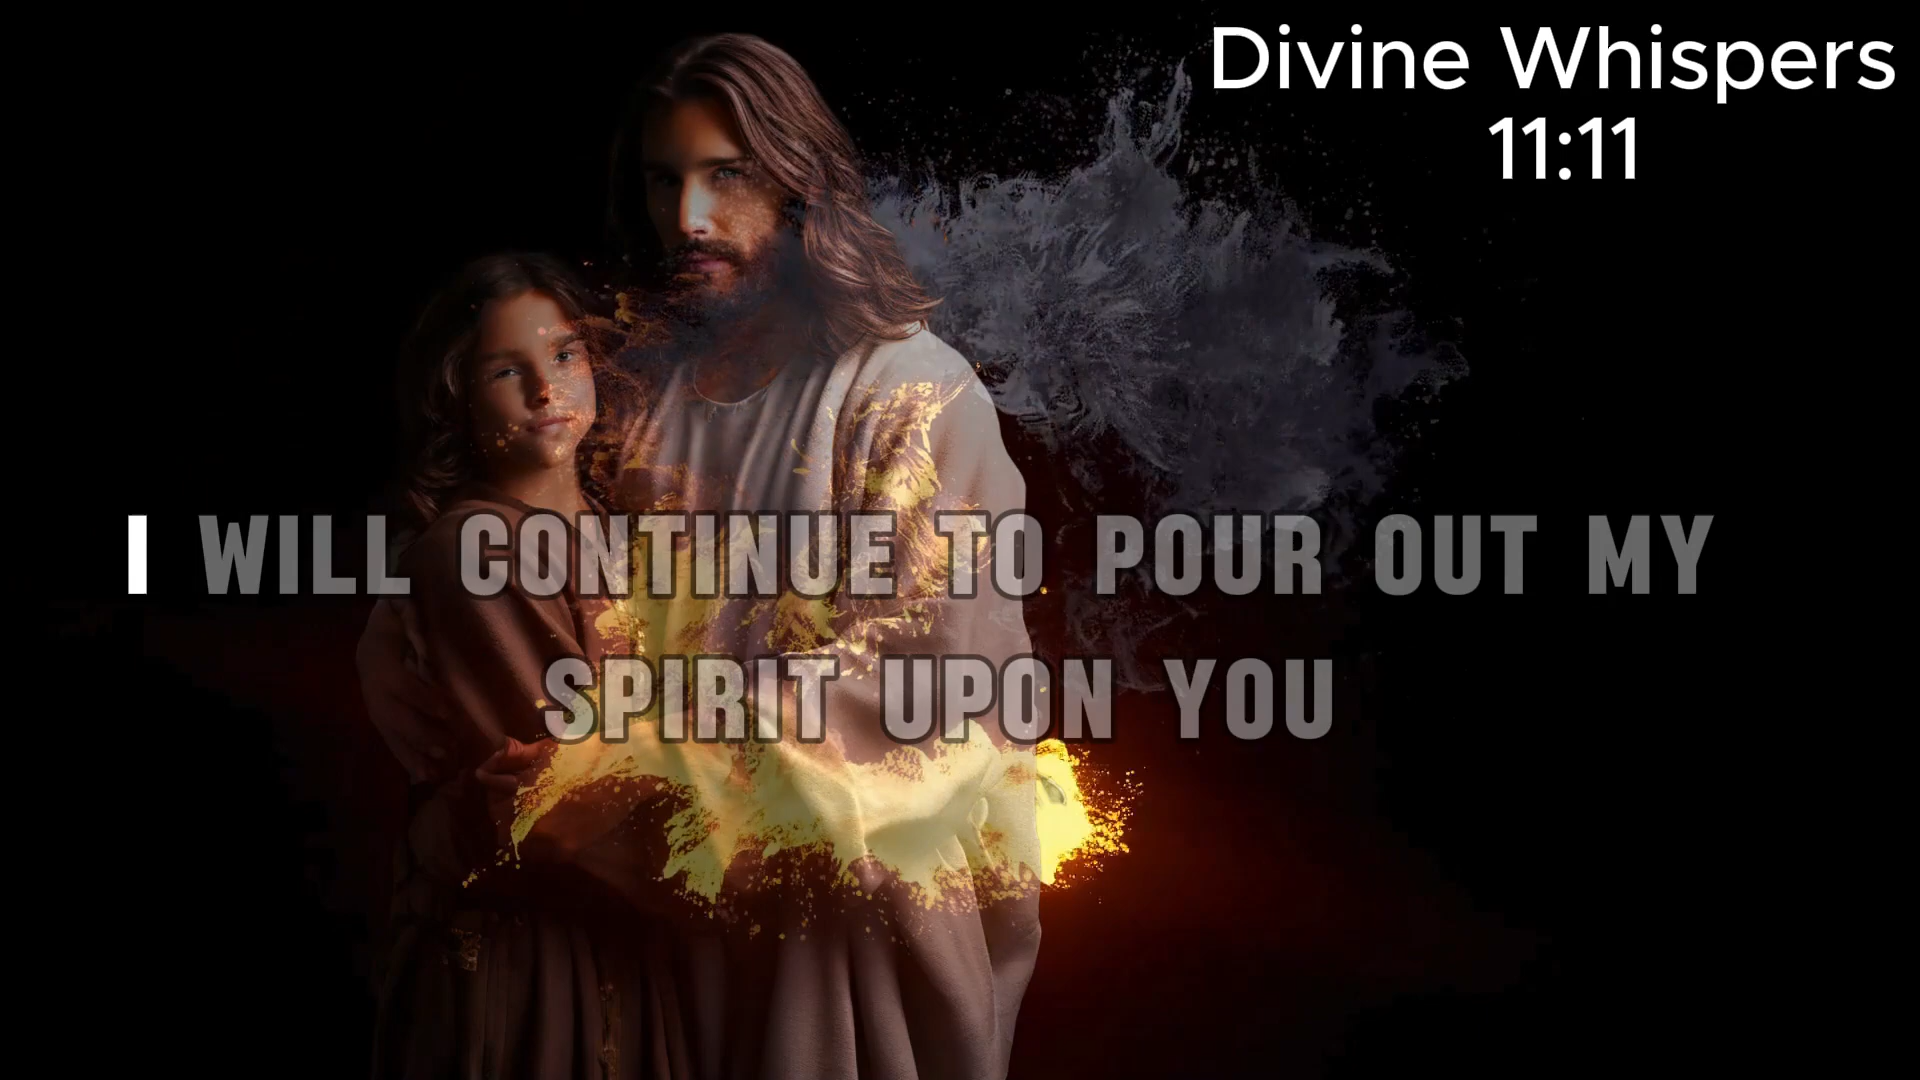 Divine Whispers
11:11
I WILL CONTINUE TO POUR OUT MY
SPIRIT UPON YOU